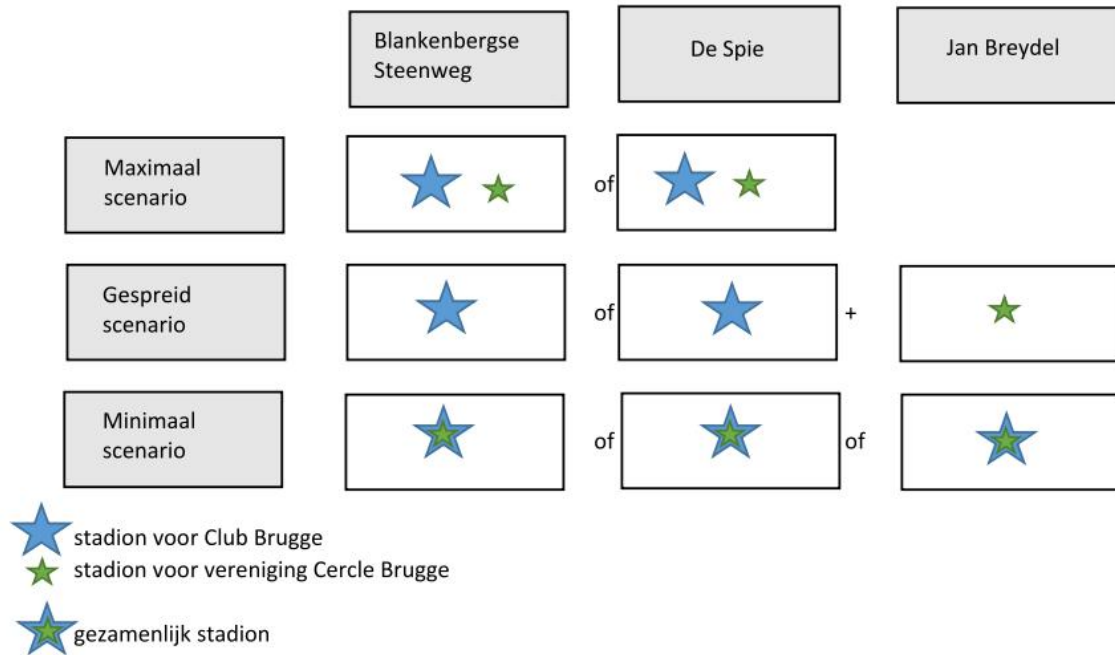 Blankenbergse
Steenweg
De Spie
Jan Breydel
Maximaal
scenario
of
Gespreid
scenario
of
+
Minimaal
scenario
of
of
stadion voor Club Brugge
stadion voor vereniging Cercle Brugge
gezamenlijk stadion